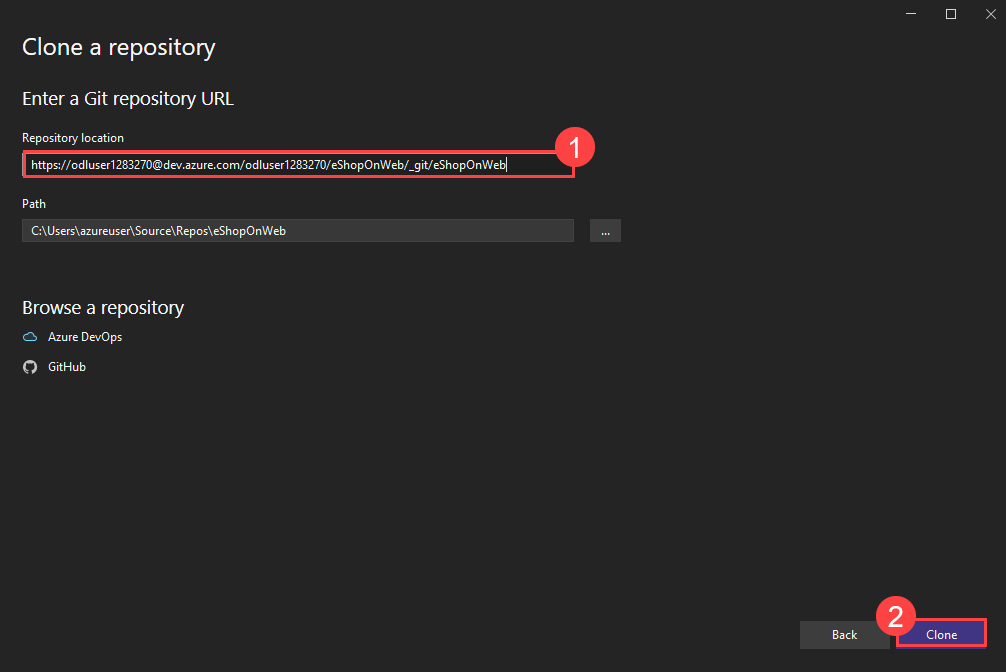 Clone a repository
Enter a Git repository URL
Repository location
https://odluser1283270@dev.azure.com/odluser1283270/eShopOnWeb/_git/eShopOnWeb
1
Path
C:\Users\azureuser\Source\Repos\eShopOnWeb
...
Browse a repository
Azure DevOps
GitHub
2
Back
Clone